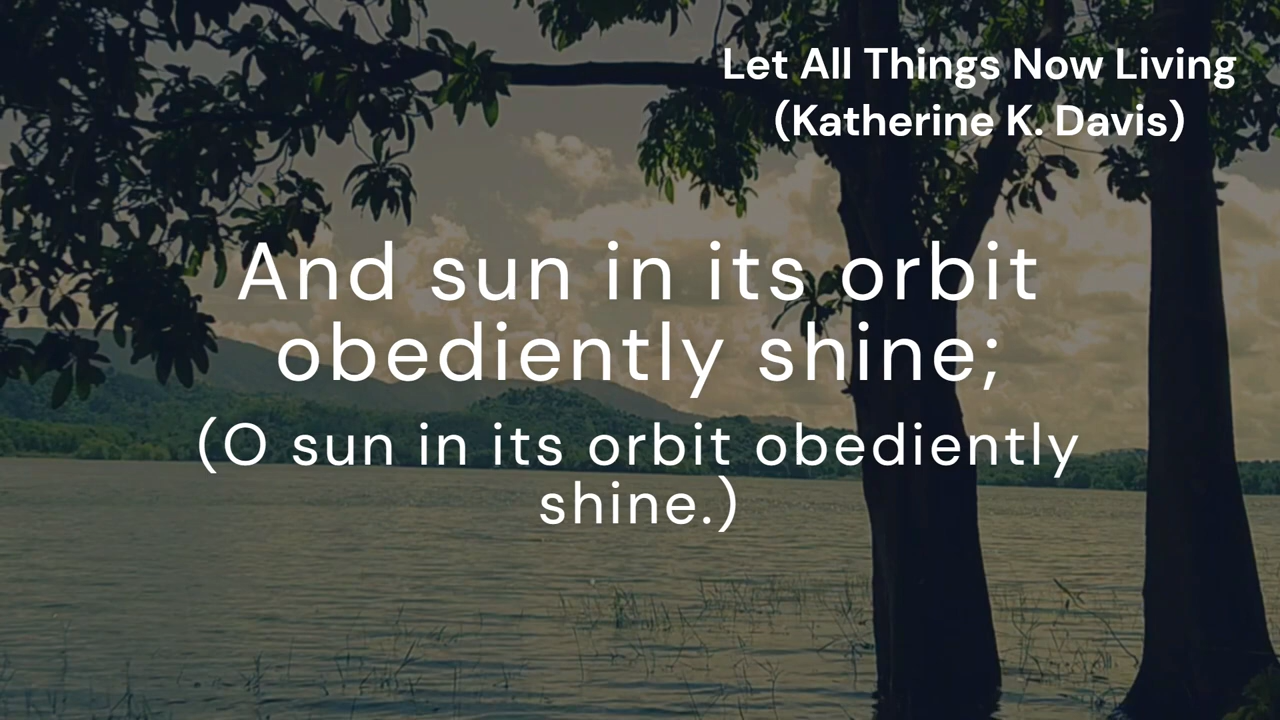 Let All Things Now Living
(Katherine K. Davis)
And sun in its orbit
obediently shine;
(O sun in its orbit obediently
shine.)